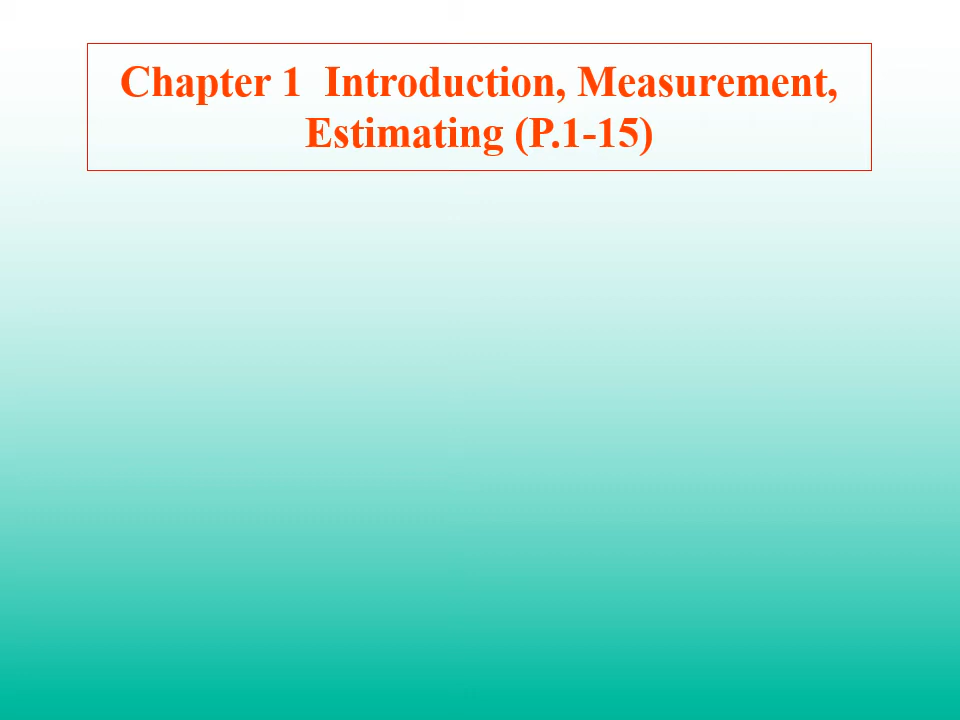 Chapter 1  Introduction, Measurement,
Estimating (P.1-15)